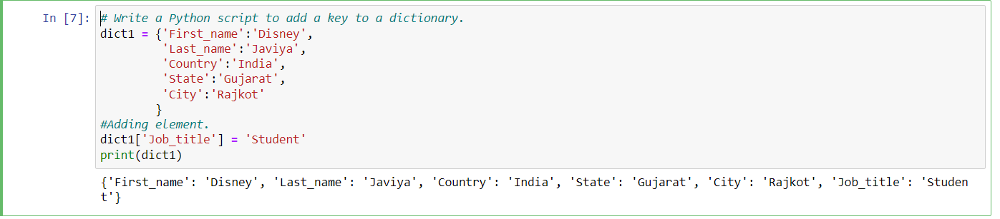 In [7]: # Write a Python script to add a key to a dictionary.
dict1 = {'First_name':'Disney',
'Last_name':'Javiya',
'Country':'India',
'State':'Gujarat',
'City':'Rajkot'
}
#Adding element.
dict1['Job_title'] = 'Student'
print(dict1)
{'First_name': 'Disney', 'Last_name': 'Javiya', 'Country': 'India', 'State': 'Gujarat', 'City': 'Rajkot', 'Job_title': 'Studen
t'}